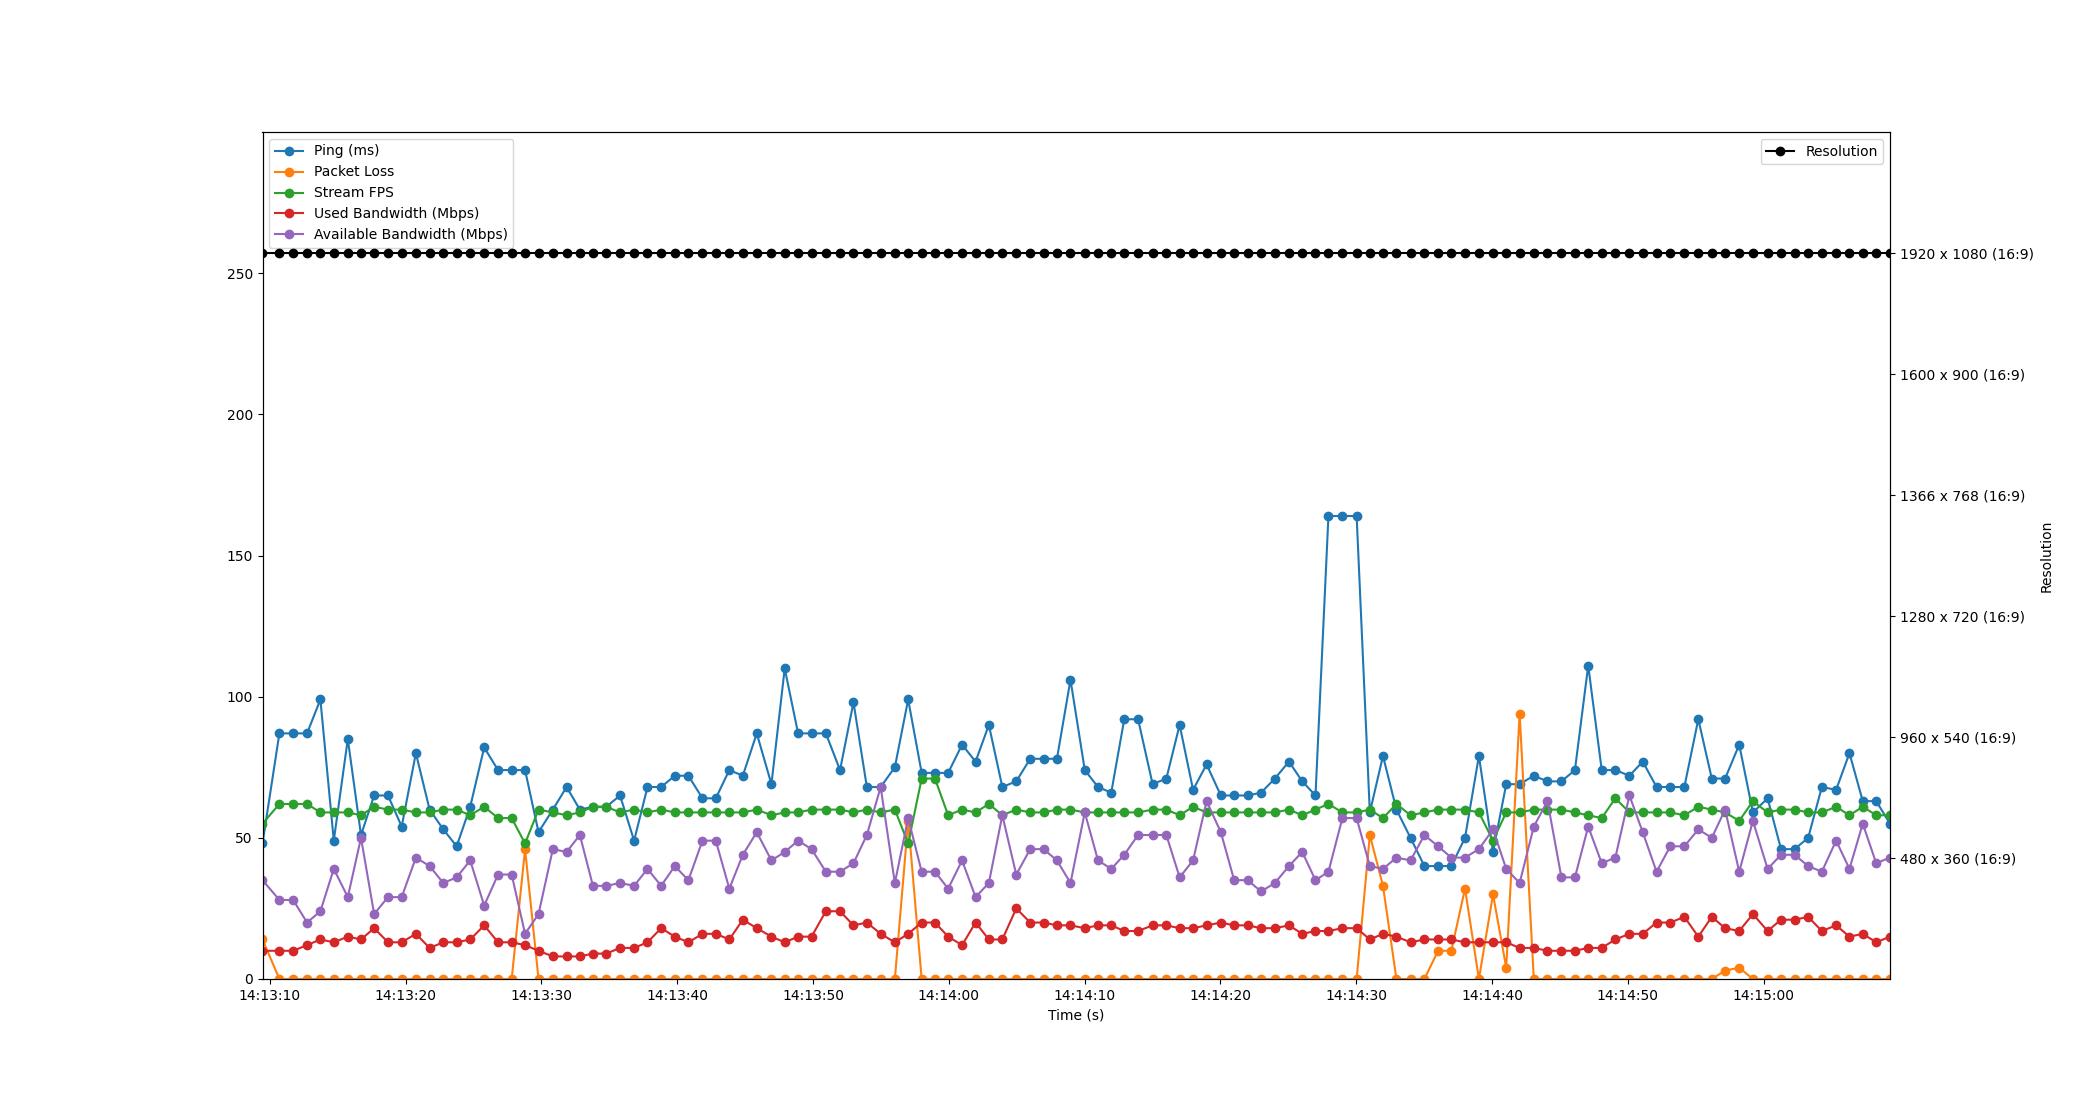 Ping (ms)
Packet Loss
Stream FPS
Used Bandwidth (Mbps)
Available Bandwidth (Mbps)
Resolution
250
200
150
100
50
0
1920 x 1080 (16:9)
1600 x 900 (16:9)
1366 x 768 (16:9)
1280 x 720 (16:9)
960 x 540 (16:9)
480 x 360 (16:9)
Resolution
14:13:10 14:13:20 14:13:30 14:13:40 14:13:50 14:14:00 14:14:10 14:14:20 14:14:30 14:14:40 14:14:50 14:15:00
Time (s)